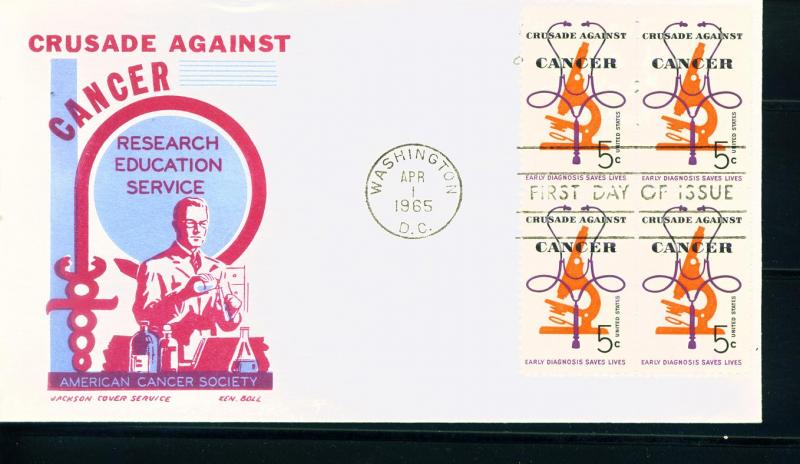 CRUSADE AGAINST
CANCER
RESEARCH
EDUCATION
SERVICE
AMERICAN CANCER SOCIETY
JACKSON COVER SERVICE KEN. BOLL
WASHINGTON
APR
1
1965
D.C.
CRUSADE AGAINST
CANCER
UNITED STATES
5c
EARLY DIAGNOSIS SAVES LIVES
CRUSADE AGAINST
CANCER
UNITED STATES
5c
EARLY DIAGNOSIS SAVES LIVES
FIRST DAY OF ISSUE
CRUSADE AGAINST
CANCER
UNITED STATES
5c
EARLY DIAGNOSIS SAVES LIVES
CRUSADE AGAINST
CANCER
UNITED STATES
5c
EARLY DIAGNOSIS SAVES LIVES